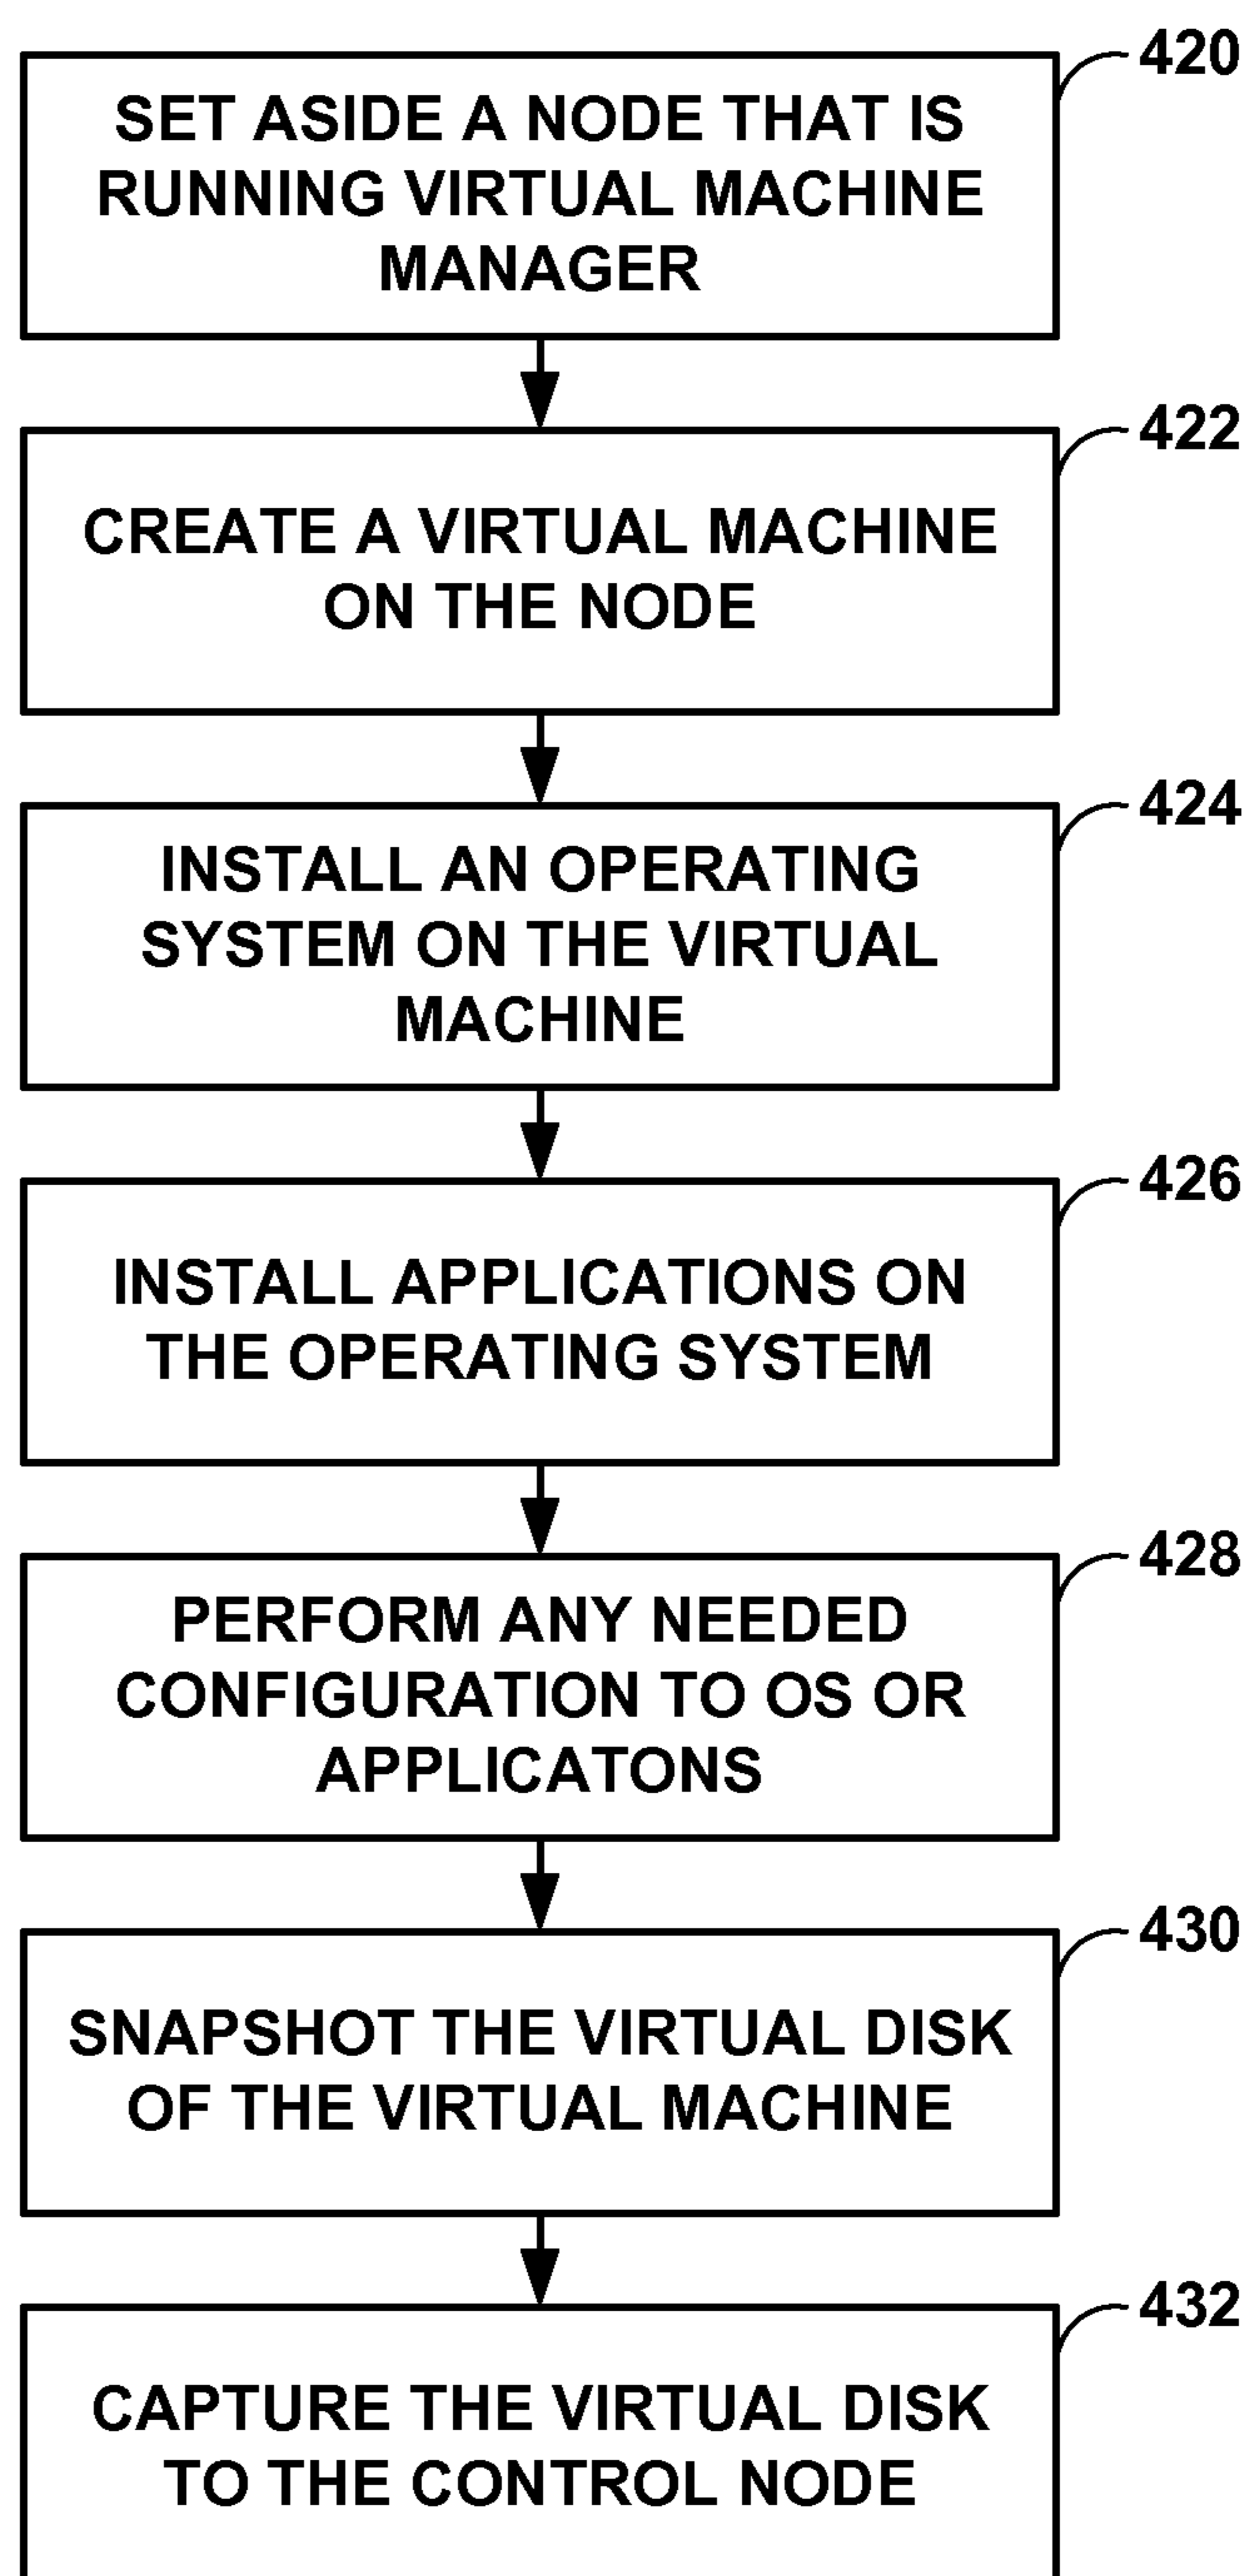 420
SET ASIDE A NODE THAT IS
RUNNING VIRTUAL MACHINE
MANAGER
422
CREATE A VIRTUAL MACHINE
ON THE NODE
424
INSTALL AN OPERATING
SYSTEM ON THE VIRTUAL
MACHINE
426
INSTALL APPLICATIONS ON
THE OPERATING SYSTEM
428
PERFORM ANY NEEDED
CONFIGURATION TO OS OR
APPLICATONS
430
SNAPSHOT THE VIRTUAL DISK
OF THE VIRTUAL MACHINE
432
CAPTURE THE VIRTUAL DISK
TO THE CONTROL NODE